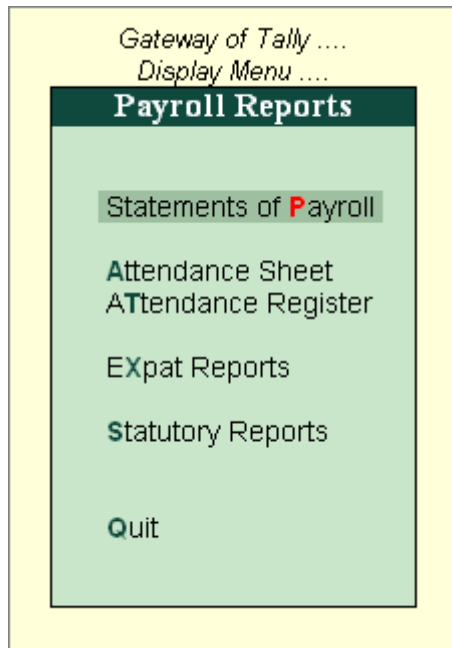 Gateway of Tally ....
Display Menu ....
Payroll Reports
Statements of Payroll
Attendance Sheet
ATtendance Register
EXpat Reports
Statutory Reports
Quit